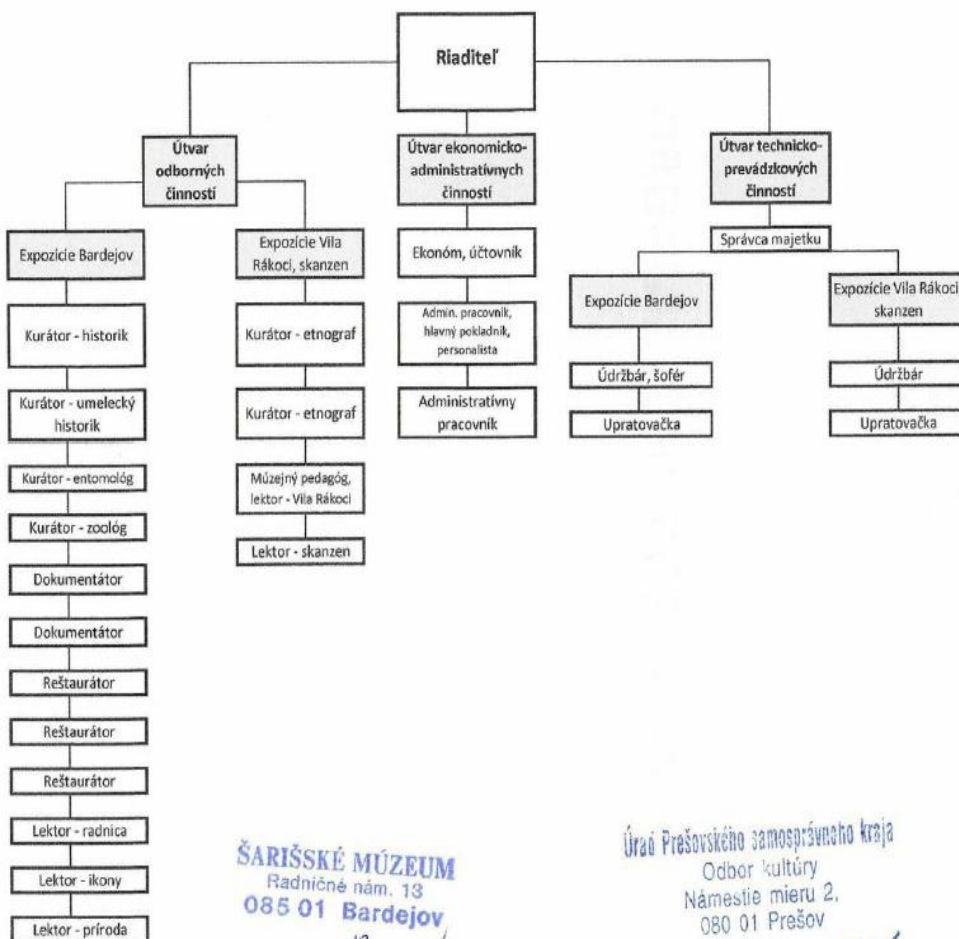 Riaditeľ
Útvar
odborných
činností
Expozície Bardejov
Kurátor - historik
Kurátor - umelecký
historik
Kurátor - entomológ
Kurátor - zoológ
Dokumentátor
Dokumentátor
Reštaurátor
Reštaurátor
Reštaurátor
Lektor - radnica
Lektor - ikony
Lektor - príroda
Expozície Vila
Rákoci, skanzen
Kurátor - etnograf
Kurátor - etnograf
Múzejný pedagóg,
lektor - Vila Rákoci
Lektor - skanzen
Útvar ekonomicko-
administratívnych
činností
Ekonóm, účtovník
Admin. pracovník,
hlavný pokladník,
personalista
Administratívny
pracovník
Útvar technicko-
prevádzkových
činností
Správca majetku
Expozície Bardejov
Údržbár, šofér
Upratovačka
Expozície Vila Rákoci,
skanzen
Údržbár
Upratovačka
ŠARIŠSKÉ MÚZEUM
Radničné nám. 13
085 01 Bardejov
Úrad Prešovského samosprávneho kraja
Odbor kultúry
Námestie mieru 2,
080 01 Prešov